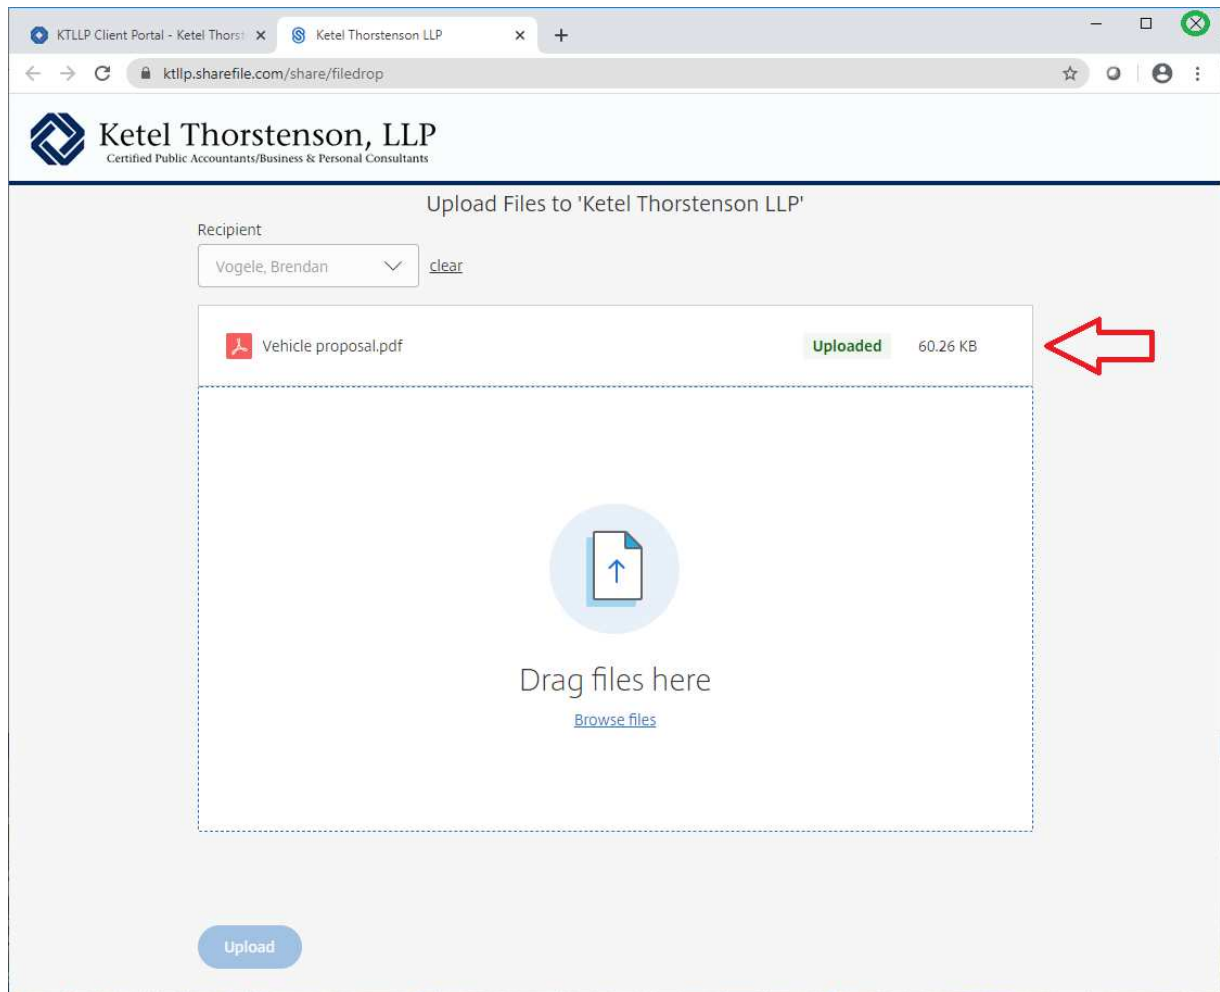 KTLLP Client Portal - Ketel Thorst
Ketel Thorstenson LLP
ktllp.sharefile.com/share/filedrop
Ketel Thorstenson, LLP
Certified Public Accountants/Business & Personal Consultants
Upload Files to 'Ketel Thorstenson LLP'
Recipient
Vogele, Brendan
clear
Vehicle proposal.pdf Uploaded 60.26 KB
Drag files here
Browse files
Upload